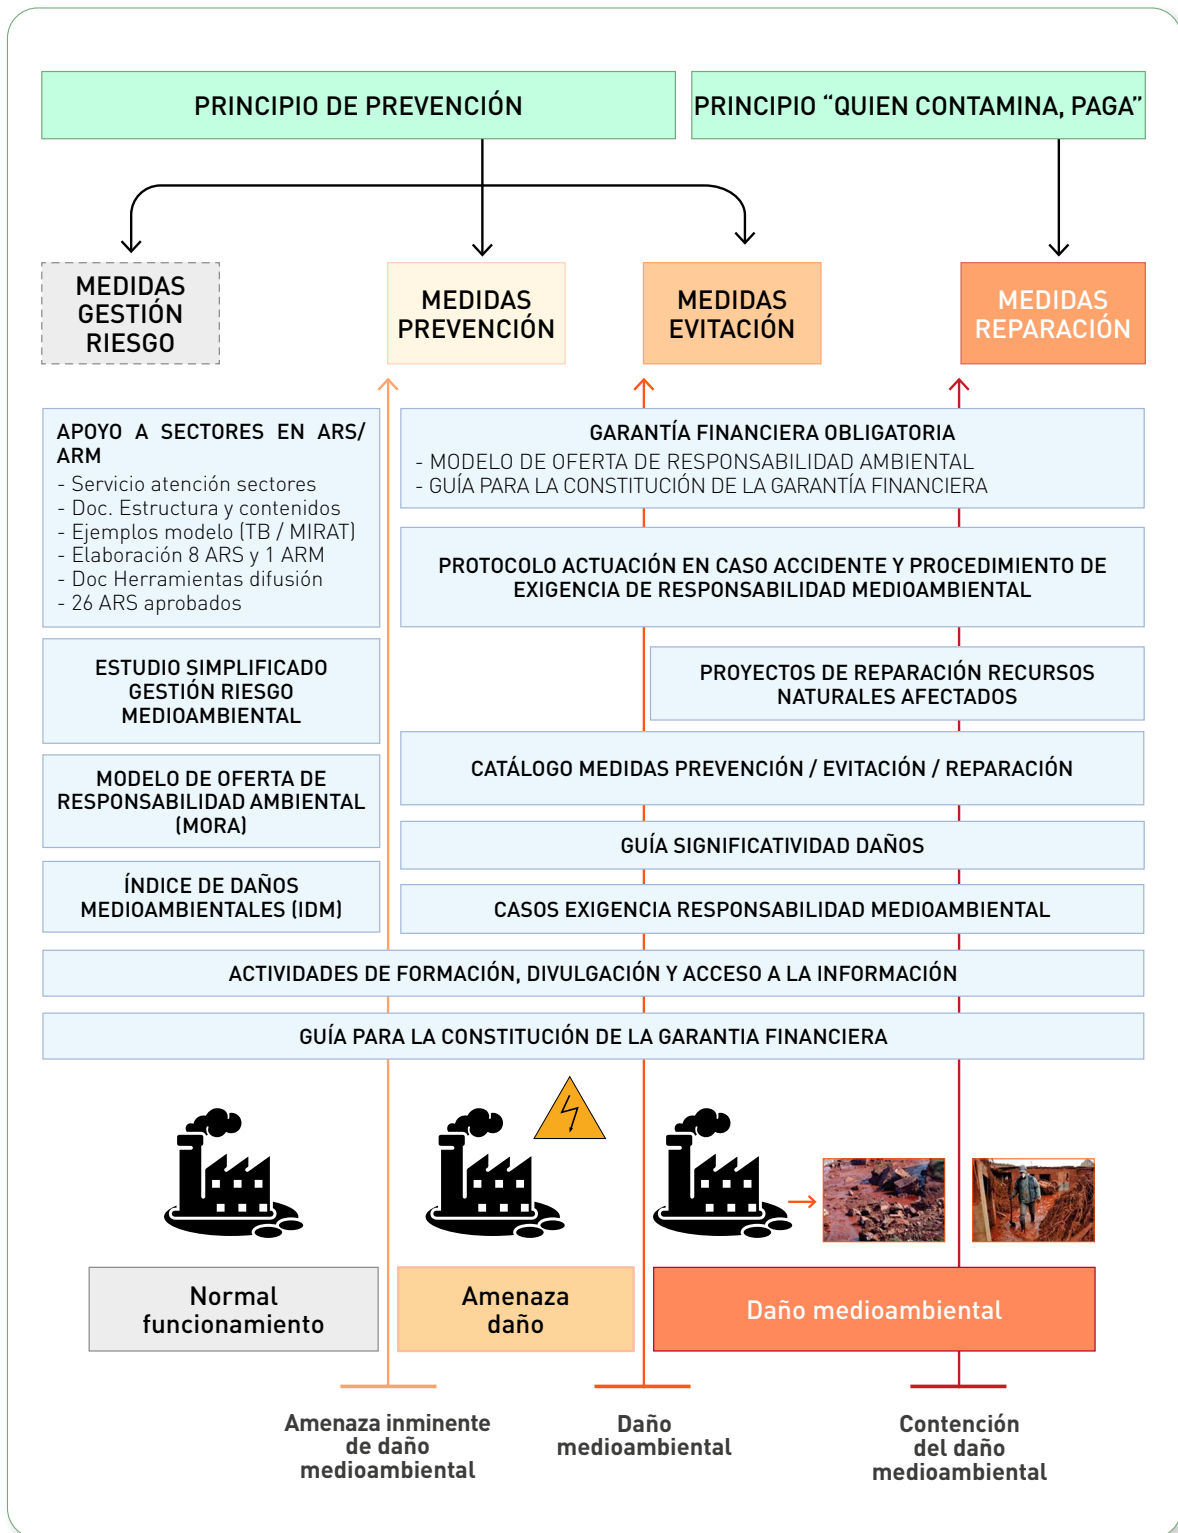 PRINCIPIO DE PREVENCIÓN
PRINCIPIO “QUIEN CONTAMINA, PAGA”
MEDIDAS
GESTIÓN
RIESGO
MEDIDAS
PREVENCIÓN
MEDIDAS
EVITACIÓN
MEDIDAS
REPARACIÓN
APOYO A SECTORES EN ARS/
ARM
- Servicio atención sectores
- Doc. Estructura y contenidos
- Ejemplos modelo (TB / MIRAT)
- Elaboración 8 ARS y 1 ARM
- Doc Herramientas difusión
- 26 ARS aprobados
GARANTÍA FINANCIERA OBLIGATORIA
- MODELO DE OFERTA DE RESPONSABILIDAD AMBIENTAL
- GUÍA PARA LA CONSTITUCIÓN DE LA GARANTÍA FINANCIERA
PROTOCOLO ACTUACIÓN EN CASO ACCIDENTE Y PROCEDIMIENTO DE
EXIGENCIA DE RESPONSABILIDAD MEDIOAMBIENTAL
ESTUDIO SIMPLIFICADO
GESTIÓN RIESGO
MEDIOAMBIENTAL
PROYECTOS DE REPARACIÓN RECURSOS
NATURALES AFECTADOS
MODELO DE OFERTA DE
RESPONSABILIDAD AMBIENTAL
(MORA)
CATÁLOGO MEDIDAS PREVENCIÓN / EVITACIÓN / REPARACIÓN
GUÍA SIGNIFICATIVIDAD DAÑOS
ÍNDICE DE DAÑOS
MEDIOAMBIENTALES (IDM)
CASOS EXIGENCIA RESPONSABILIDAD MEDIOAMBIENTAL
ACTIVIDADES DE FORMACIÓN, DIVULGACIÓN Y ACCESO A LA INFORMACIÓN
GUÍA PARA LA CONSTITUCIÓN DE LA GARANTIA FINANCIERA
Normal
funcionamiento
Amenaza
daño
Daño medioambiental
Amenaza inminente
de daño
medioambiental
Daño
medioambiental
Contención
del daño
medioambiental